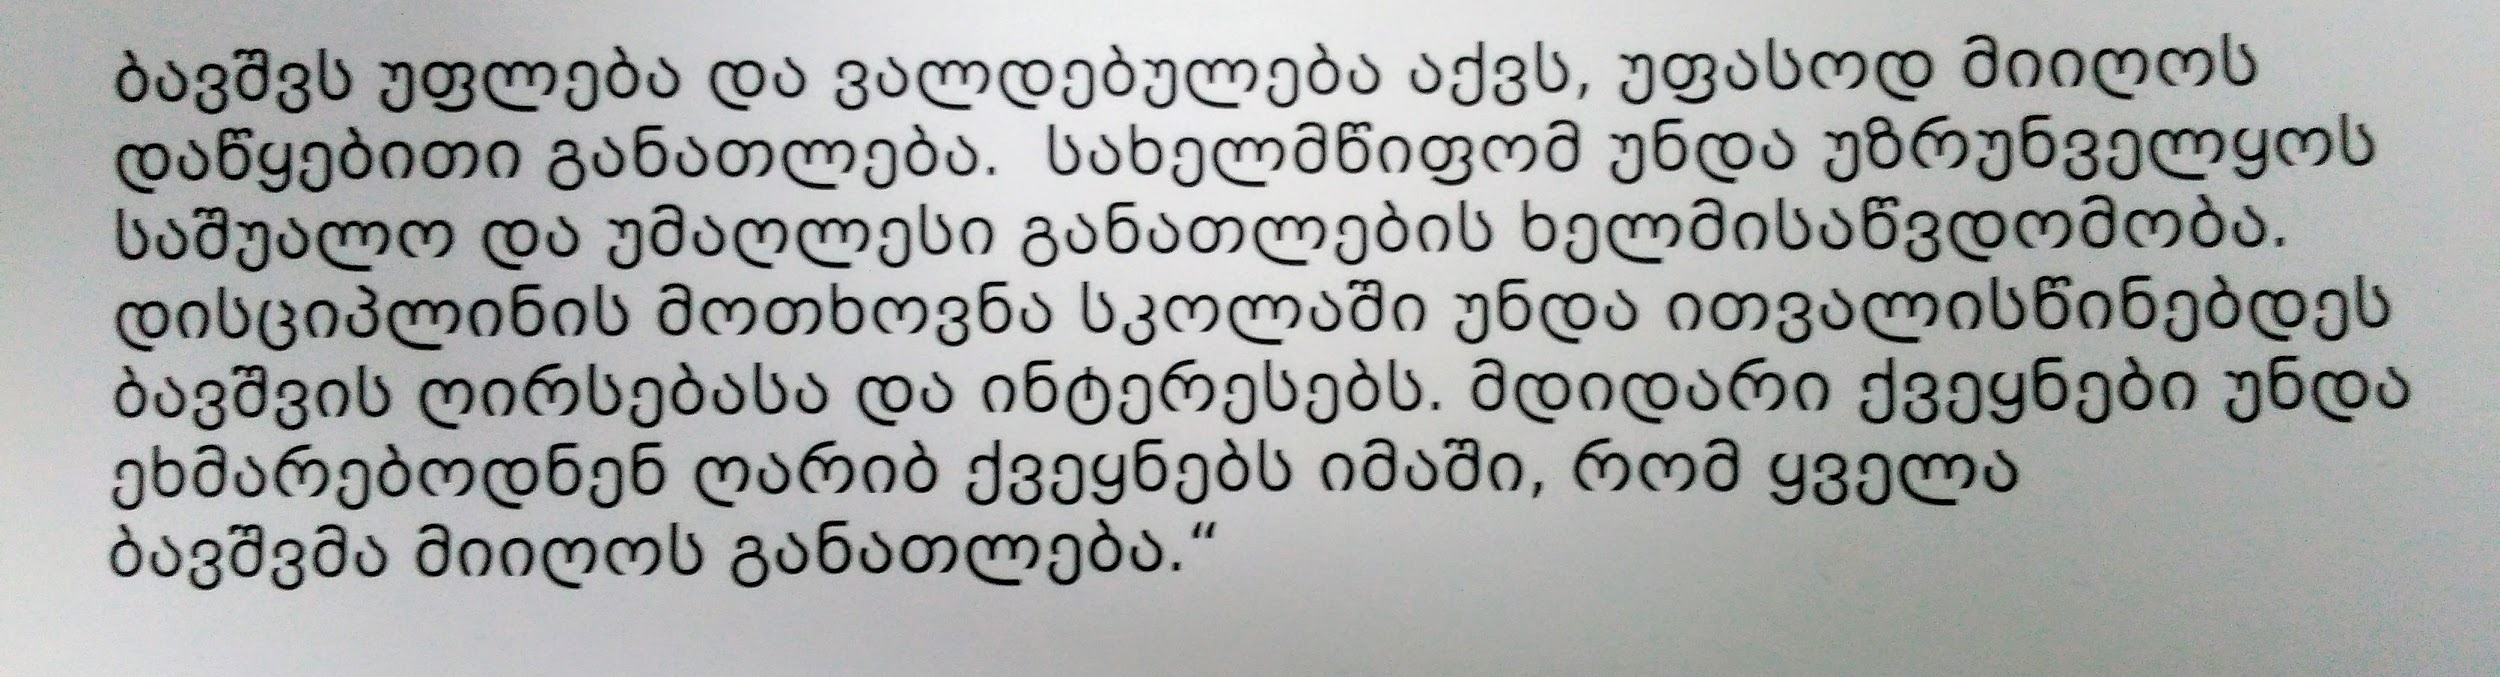 ბავშვს უფლება და ვალდებულება აქვს, უფასოდ მიიღოს
დაწყებითი განათლება.  სახელმწიფომ უნდა უზრუნველყოს
საშუალო და უმაღლესი განათლების ხელმისაწვდომობა.
დისციპლინის მოთხოვნა სკოლაში უნდა ითვალისწინებდეს
ბავშვის ღირსებასა და ინტერესებს. მდიდარი ქვეყნები უნდა
ეხმარებოდნენ ღარიბ ქვეყნებს იმაში, რომ ყველა
ბავშვმა მიიღოს განათლება.“